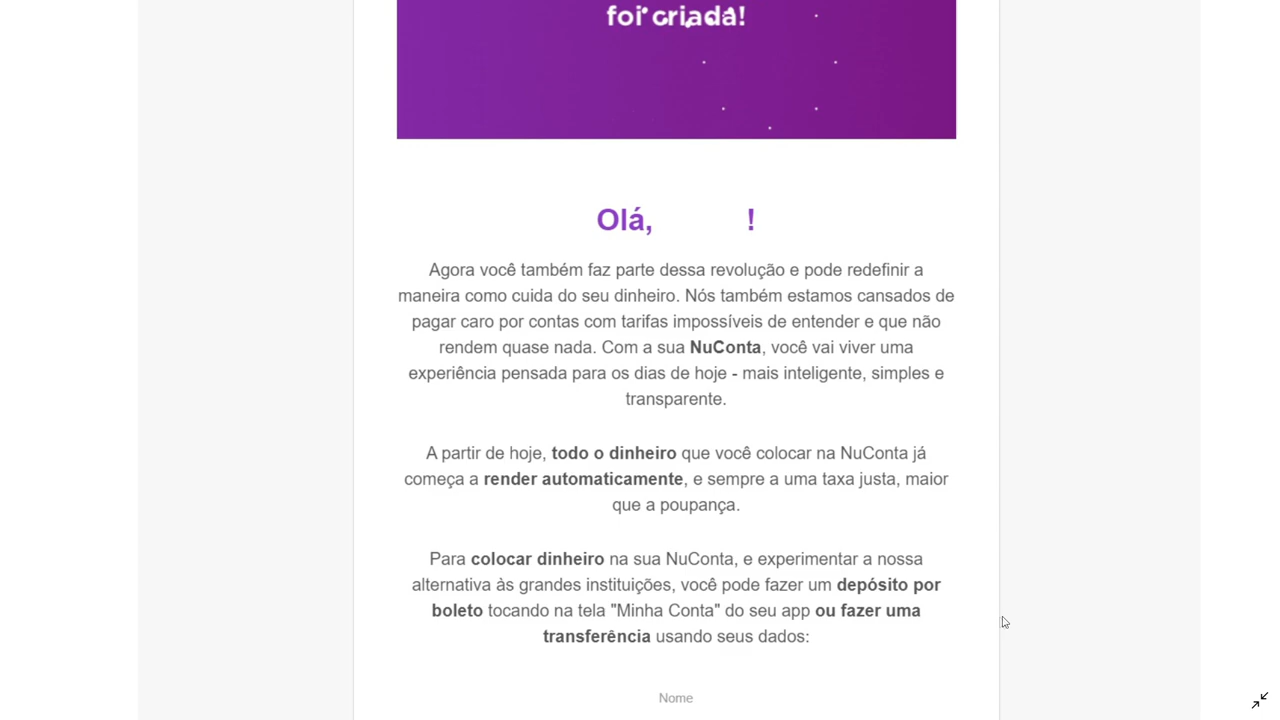 foi criada!
Olá, !
Agora você também faz parte dessa revolução e pode redefinir a
maneira como cuida do seu dinheiro. Nós também estamos cansados de
pagar caro por contas com tarifas impossíveis de entender e que não
rendem quase nada. Com a sua NuConta, você vai viver uma
experiência pensada para os dias de hoje - mais inteligente, simples e
transparente.
A partir de hoje, todo o dinheiro que você colocar na NuConta já
começa a render automaticamente, e sempre a uma taxa justa, maior
que a poupança.
Para colocar dinheiro na sua NuConta, e experimentar a nossa
alternativa às grandes instituições, você pode fazer um depósito por
boleto tocando na tela "Minha Conta" do seu app ou fazer uma
transferência usando seus dados:
Nome